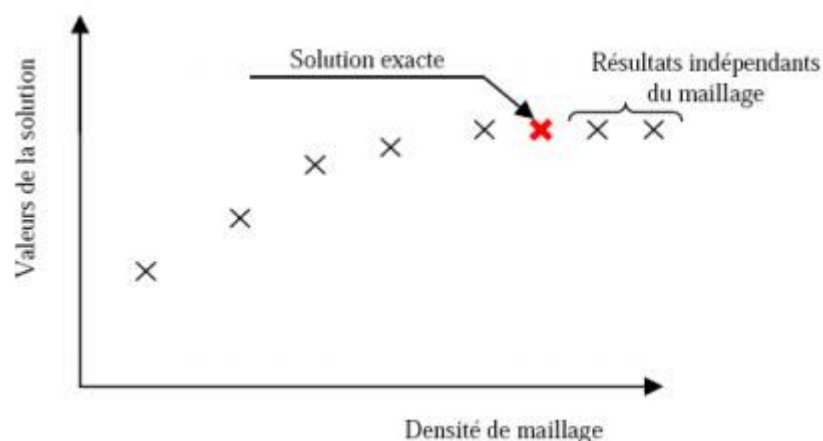 Solution exacte
Résultats indépendants
du maillage
Valeurs de la solution
Densité de maillage